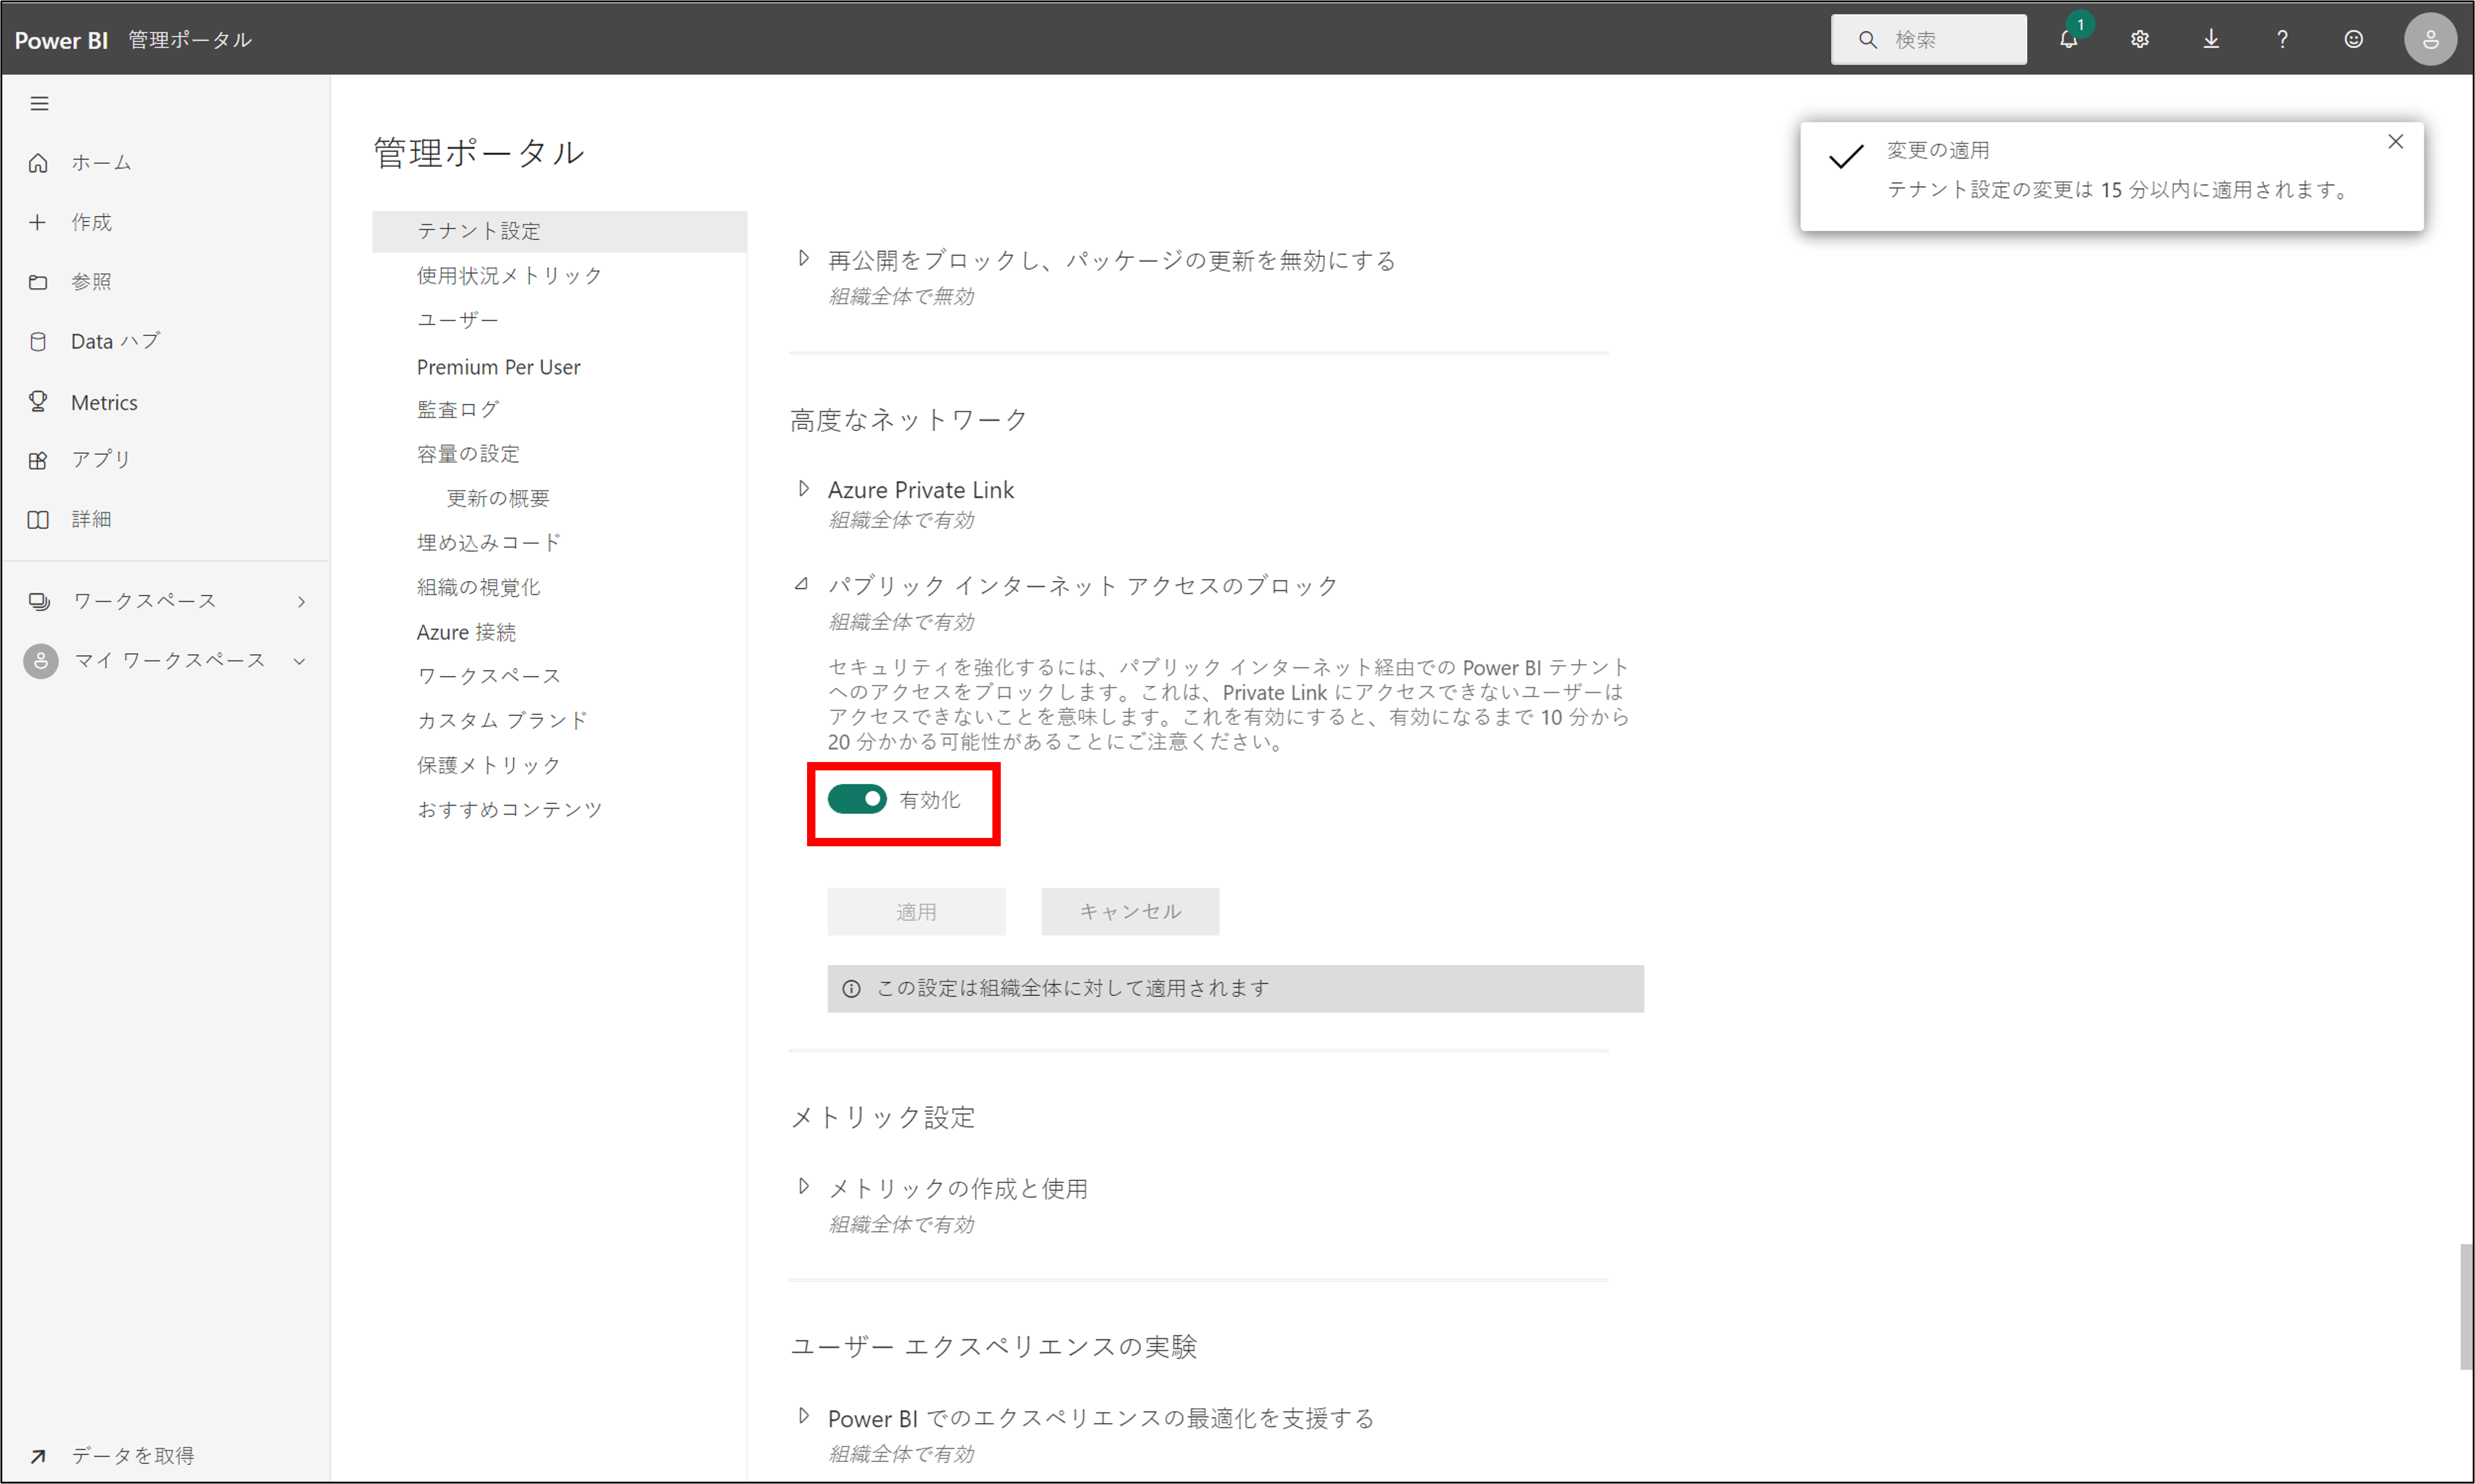 Power BI 管理ポータル
検索
1
ホーム
作成
参照
Data ハブ
Metrics
アプリ
詳細
ワークスペース
マイ ワークスペース
データを取得
管理ポータル
テナント設定
使用状況メトリック
ユーザー
Premium Per User
監査ログ
容量の設定
更新の概要
埋め込みコード
組織の視覚化
Azure 接続
ワークスペース
カスタム ブランド
保護メトリック
おすすめコンテンツ
変更の適用
テナント設定の変更は 15 分以内に適用されます。
再公開をブロックし、パッケージの更新を無効にする
組織全体で無効
高度なネットワーク
Azure Private Link
組織全体で有効
パブリック インターネット アクセスのブロック
組織全体で有効
セキュリティを強化するには、パブリック インターネット経由での Power BI テナント
へのアクセスをブロックします。これは、Private Link にアクセスできないユーザーは
アクセスできないことを意味します。これを有効にすると、有効になるまで 10 分から
20 分かかる可能性があることにご注意ください。
有効化
適用 キャンセル
この設定は組織全体に対して適用されます
メトリック設定
メトリックの作成と使用
組織全体で有効
ユーザー エクスペリエンスの実験
Power BI でのエクスペリエンスの最適化を支援する
組織全体で有効